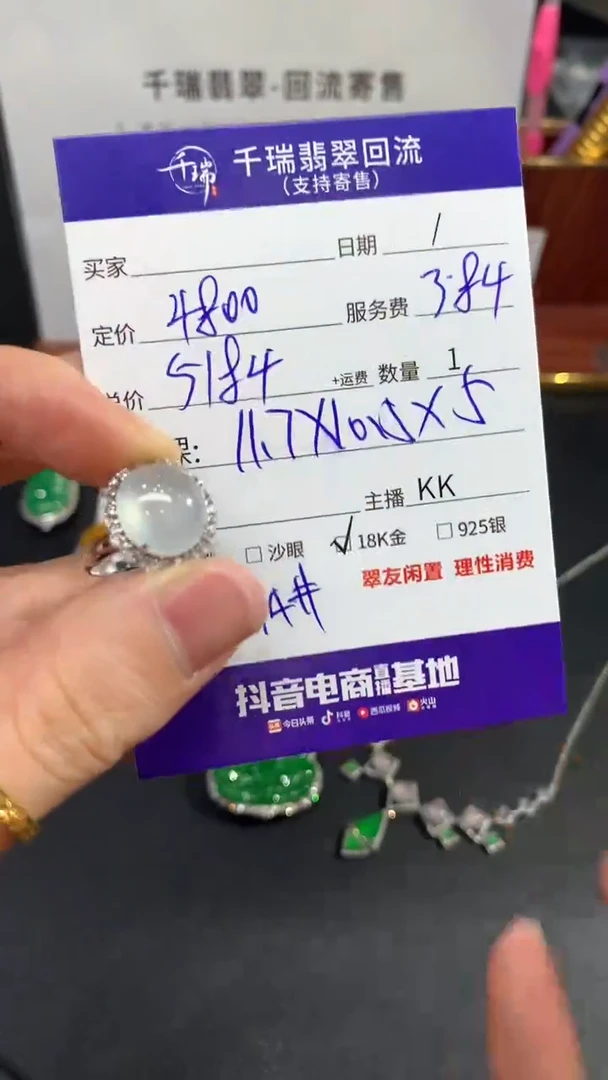 千瑞翡翠-回流寄售
千瑞
千瑞翡翠回流
(支持寄售)
买家 日期 /
定价 4800 服务费 384
总价 5184 +运费 数量 1
裸: 11.7X10.5X5
主播 KK
沙眼 18K金 925银
翠友闲置 理性消费
抖音电商直播基地
今日头条 抖音 西瓜视频 火山